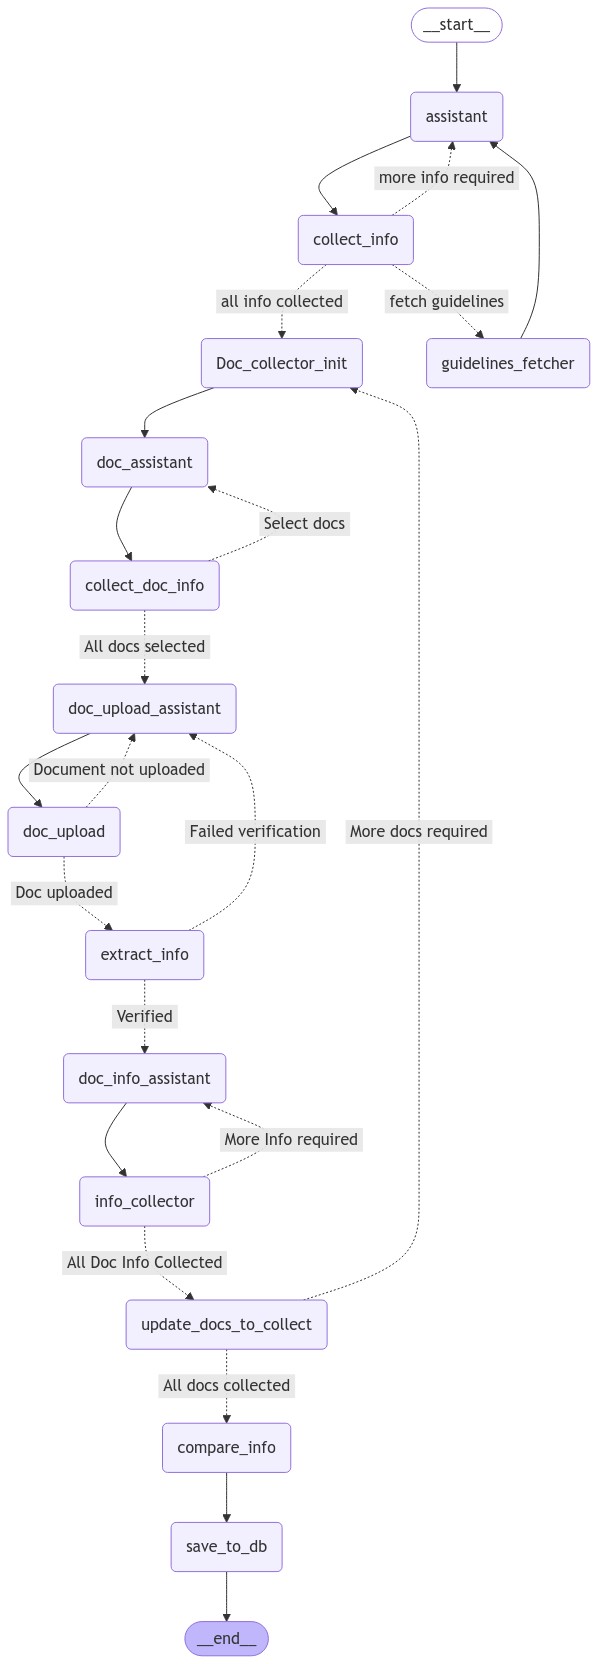 __start__
assistant
more info required
collect_info
all info collected
fetch guidelines
Doc_collector_init
guidelines_fetcher
doc_assistant
Select docs
collect_doc_info
All docs selected
doc_upload_assistant
Document not uploaded
doc_upload
Failed verification
More docs required
Doc uploaded
extract_info
Verified
doc_info_assistant
More Info required
info_collector
All Doc Info Collected
update_docs_to_collect
All docs collected
compare_info
save_to_db
__end__